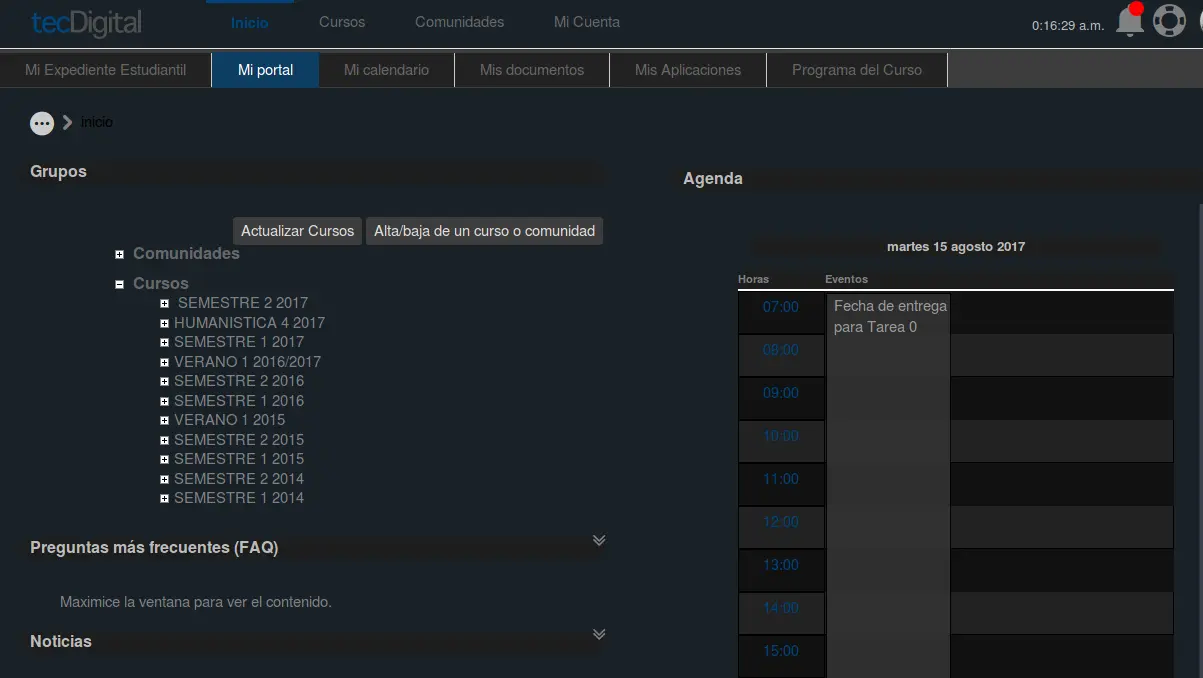 tecDigital
Inicio
Cursos
Comunidades
Mi Cuenta
0:16:29 a.m.
Mi Expediente Estudiantil
Mi portal
Mi calendario
Mis documentos
Mis Aplicaciones
Programa del Curso
inicio
Grupos
Actualizar Cursos
Alta/baja de un curso o comunidad
Comunidades
Cursos
SEMESTRE 2 2017
HUMANISTICA 4 2017
SEMESTRE 1 2017
VERANO 1 2016/2017
SEMESTRE 2 2016
SEMESTRE 1 2016
VERANO 1 2015
SEMESTRE 2 2015
SEMESTRE 1 2015
SEMESTRE 2 2014
SEMESTRE 1 2014
Preguntas más frecuentes (FAQ)
Maximice la ventana para ver el contenido.
Noticias
Agenda
martes 15 agosto 2017
Horas
Eventos
07:00
Fecha de entrega
para Tarea 0
08:00
09:00
10:00
11:00
12:00
13:00
14:00
15:00